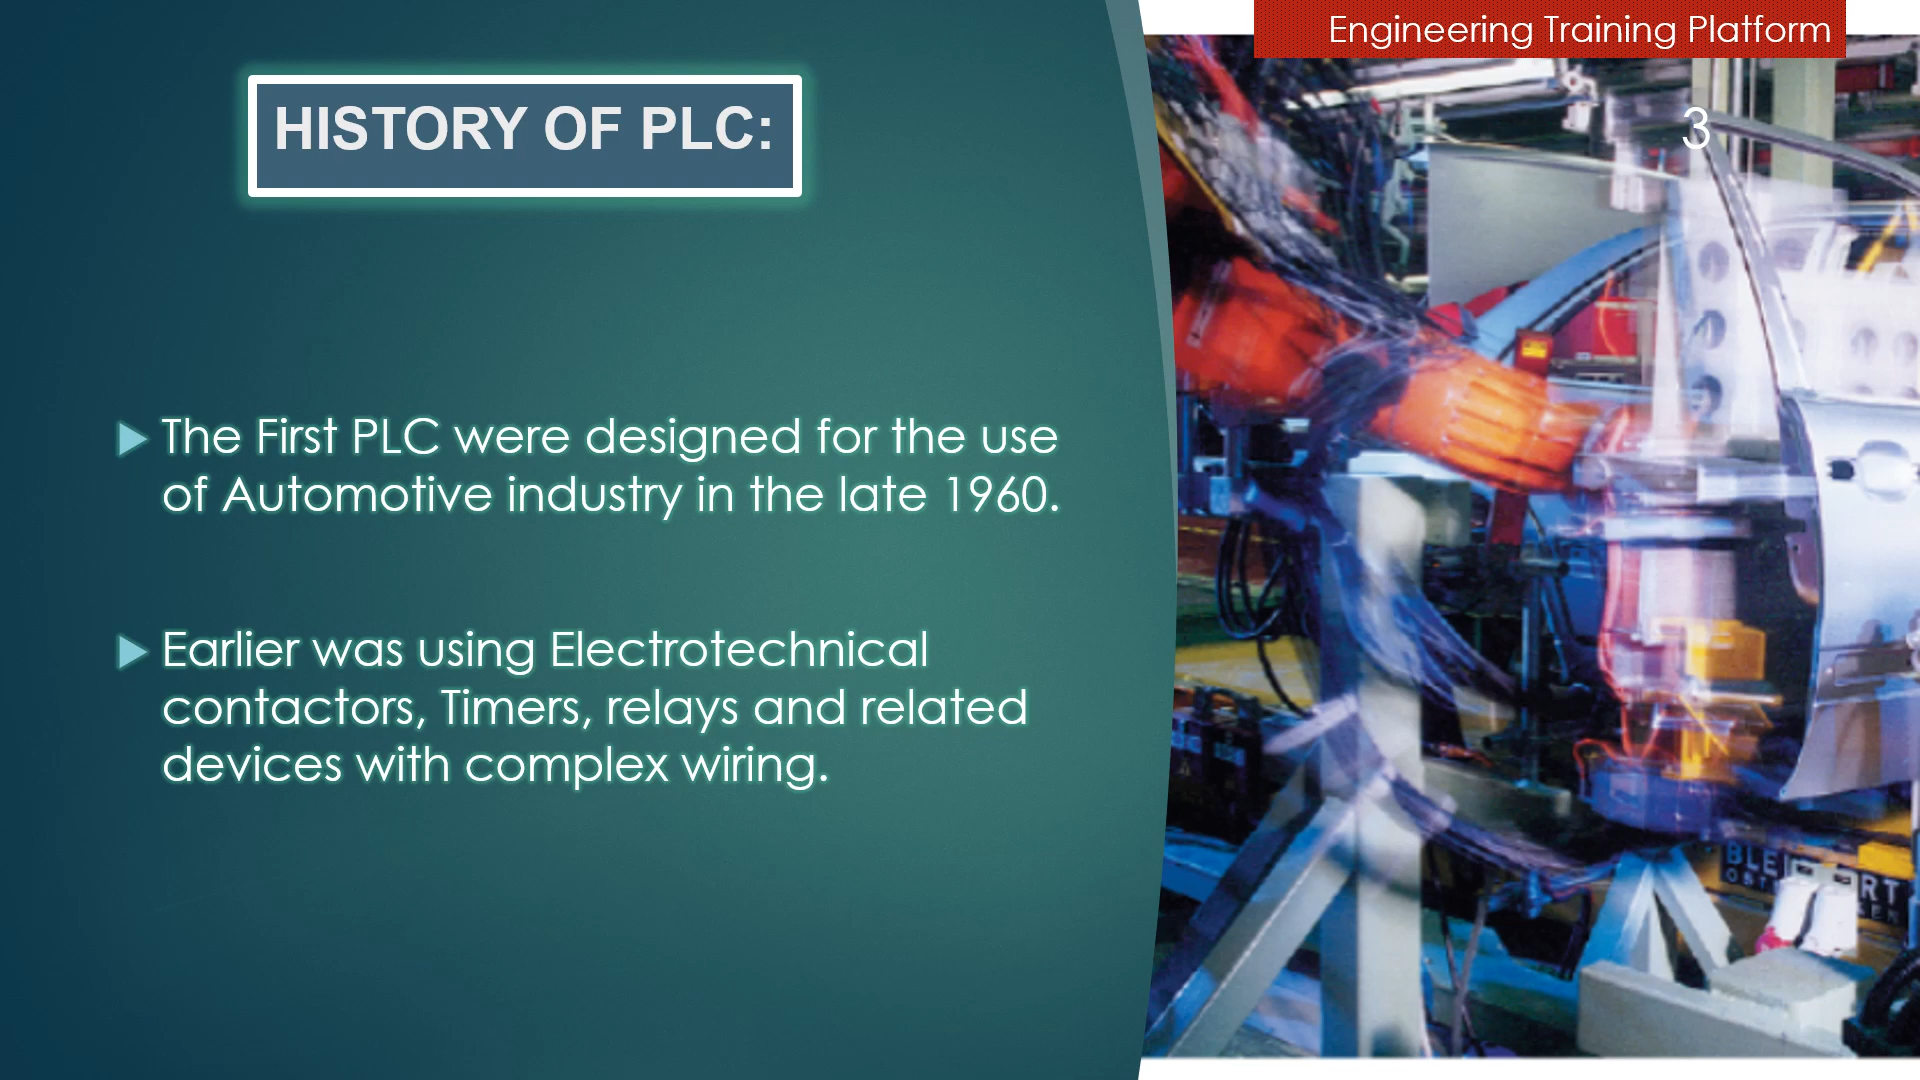 Engineering Training Platform
HISTORY OF PLC:
3
The First PLC were designed for the use
of Automotive industry in the late 1960.
Earlier was using Electrotechnical
contactors, Timers, relays and related
devices with complex wiring.